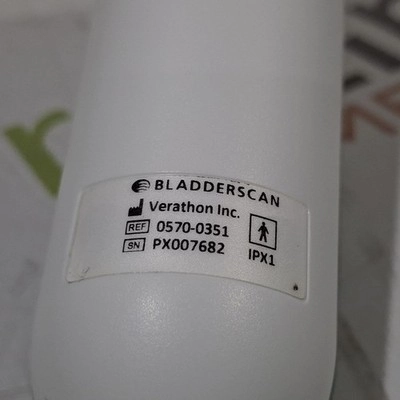 BLADDERSCAN
Verathon Inc.
REF 0570-0351
SN PX007682
IPX1